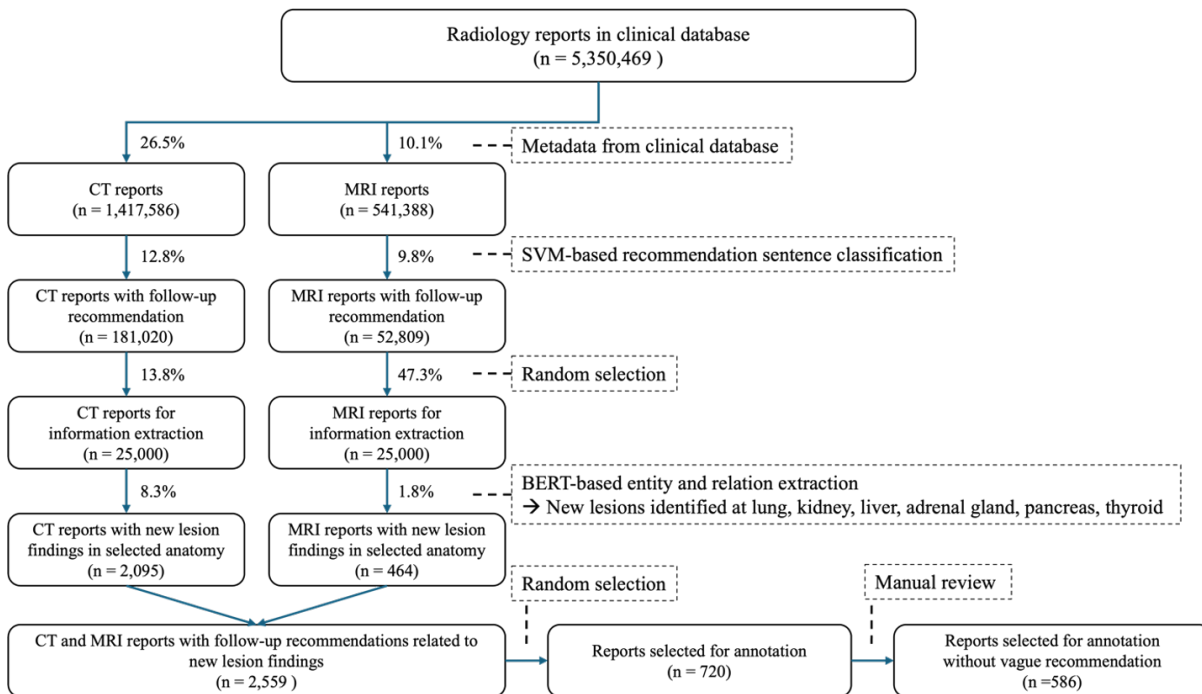 Radiology reports in clinical database
(n = 5,350,469 )
26.5%
10.1%
Metadata from clinical database
CT reports
(n = 1,417,586)
MRI reports
(n = 541,388)
12.8%
9.8%
SVM-based recommendation sentence classification
CT reports with follow-up
recommendation
(n = 181,020)
MRI reports with follow-up
recommendation
(n = 52,809)
13.8%
47.3%
Random selection
CT reports for
information extraction
(n = 25,000)
MRI reports for
information extraction
(n = 25,000)
8.3%
1.8%
BERT-based entity and relation extraction
→ New lesions identified at lung, kidney, liver, adrenal gland, pancreas, thyroid
CT reports with new lesion
findings in selected anatomy
(n = 2,095)
MRI reports with new lesion
findings in selected anatomy
(n = 464)
Random selection
Manual review
CT and MRI reports with follow-up recommendations related to
new lesion findings
(n = 2,559 )
Reports selected for annotation
(n = 720)
Reports selected for annotation
without vague recommendation
(n =586)